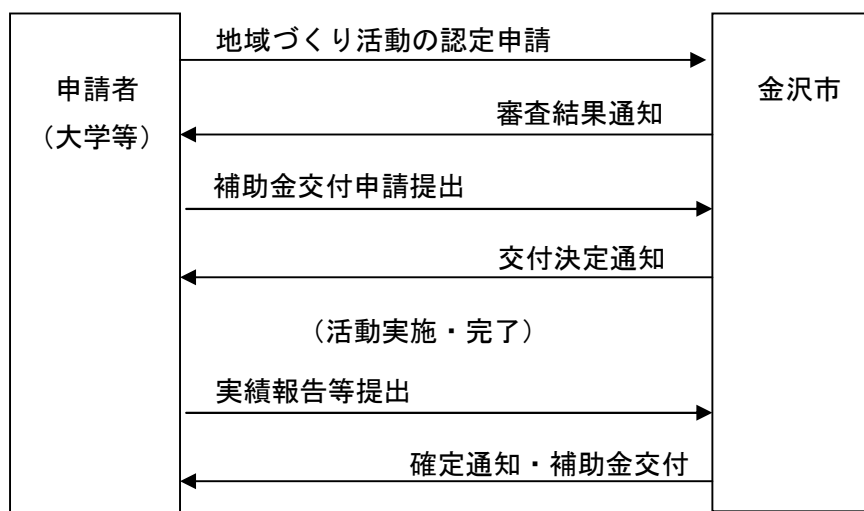 地域づくり活動の認定申請
申請者
(大学等)
金沢市
審査結果通知
補助金交付申請提出
交付決定通知
(活動実施・完了)
実績報告等提出
確定通知・補助金交付